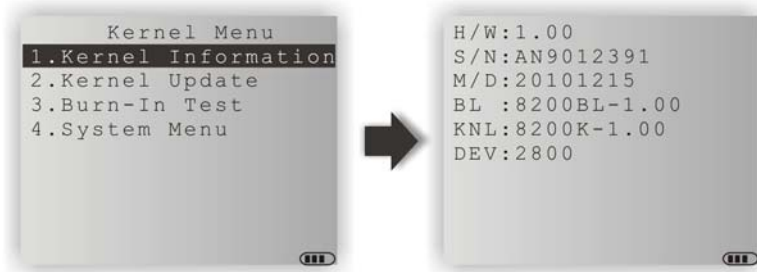 Kernel Menu
1.Kernel Information
2.Kernel Update
3.Burn-In Test
4.System Menu
H/W:1.00
S/N:AN9012391
M/D:20101215
BL :8200BL-1.00
KNL:8200K-1.00
DEV:2800